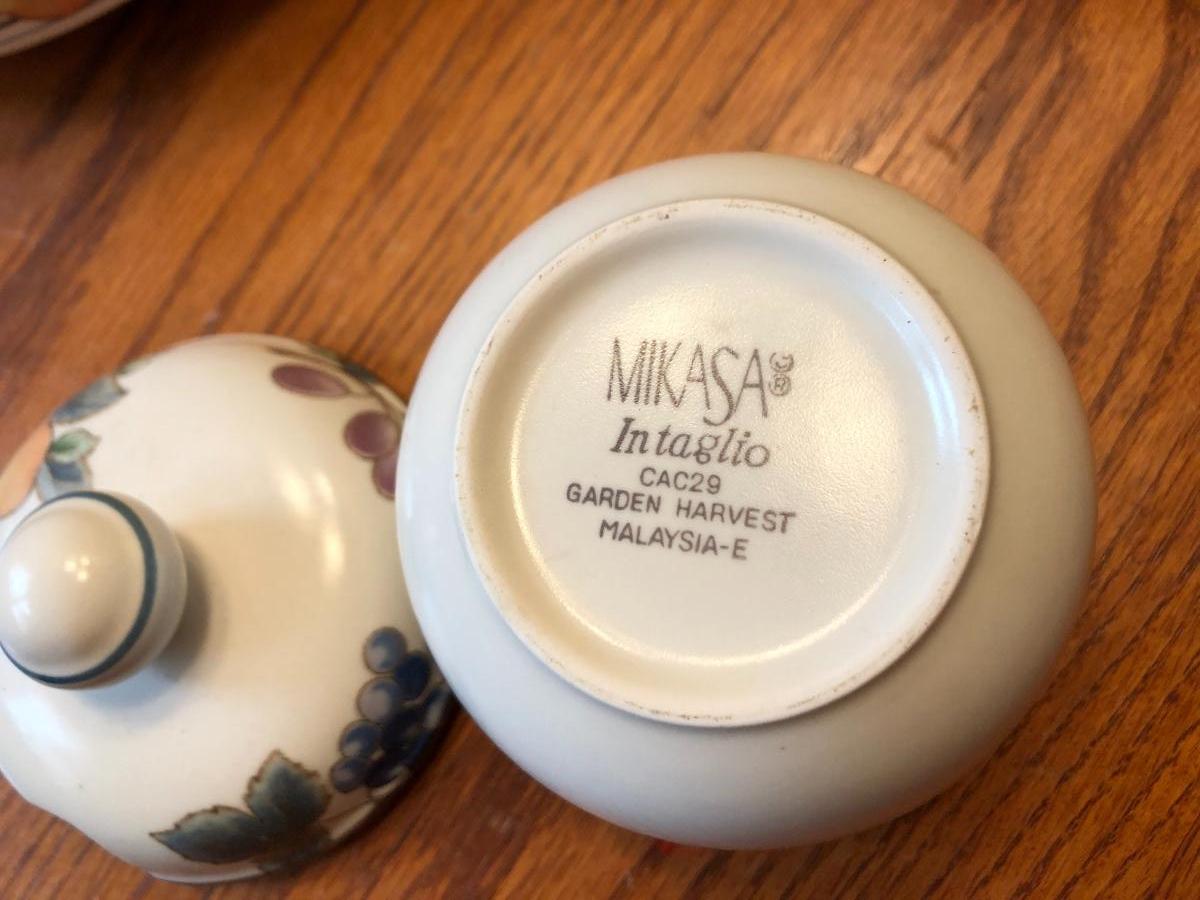 MIKASA
Intaglio
CAC29
GARDEN HARVEST
MALAYSIA-E